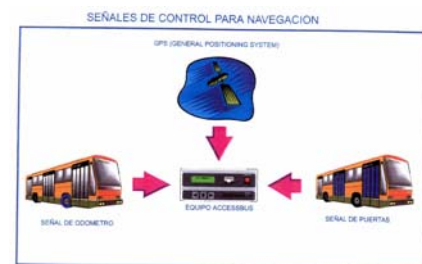 SEÑALES DE CONTROL PARA NAVEGACION
GPS (GENERAL POSITIONING SYSTEM)
EQUIPO ACCESSBUS
SEÑAL DE ODOMETRO
SEÑAL DE PUERTAS